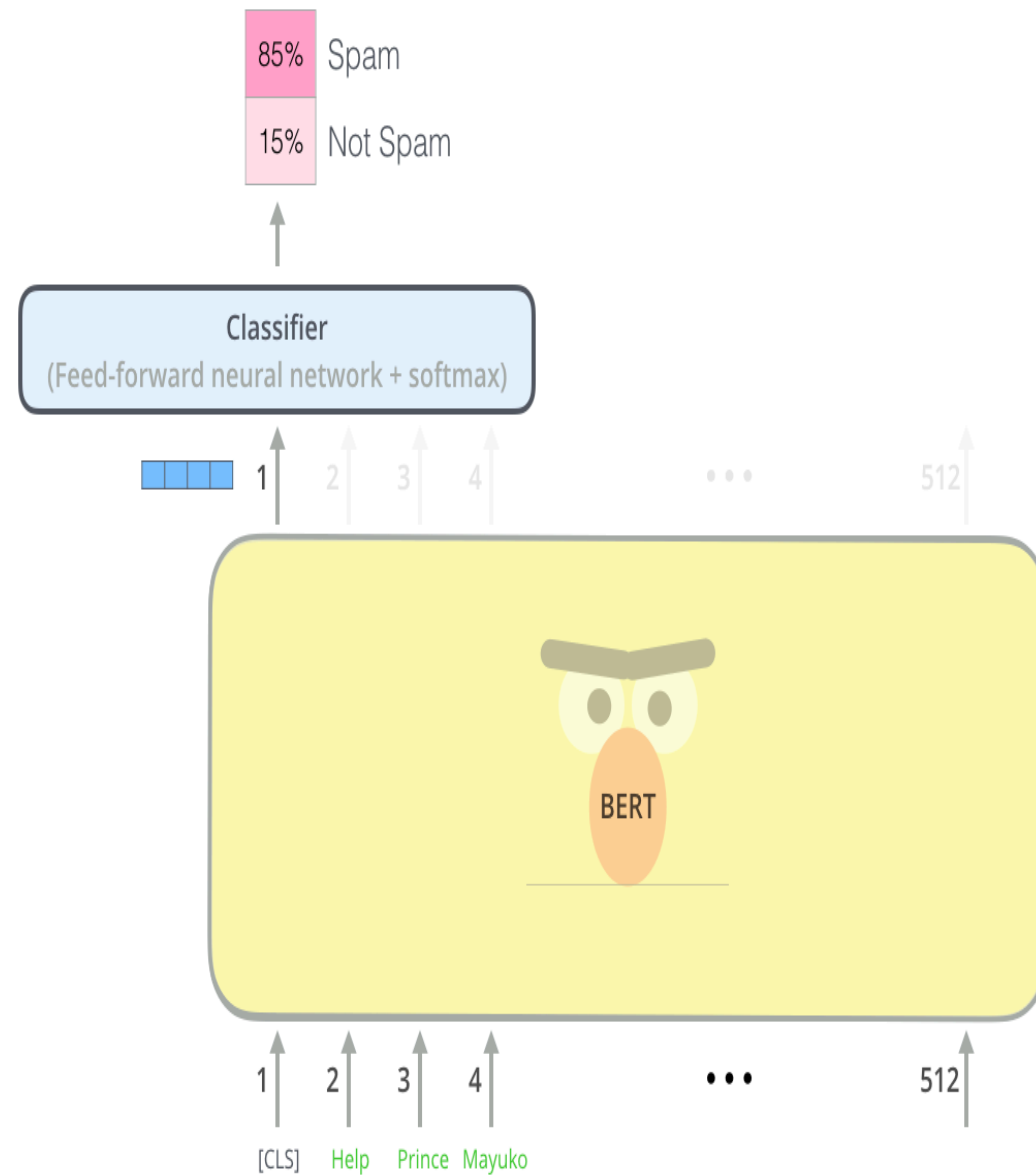 85% Spam
15% Not Spam
Classifier
(Feed-forward neural network + softmax)
1 2 3 4 ••• 512
BERT
1 2 3 4 ••• 512
[CLS] Help Prince Mayuko